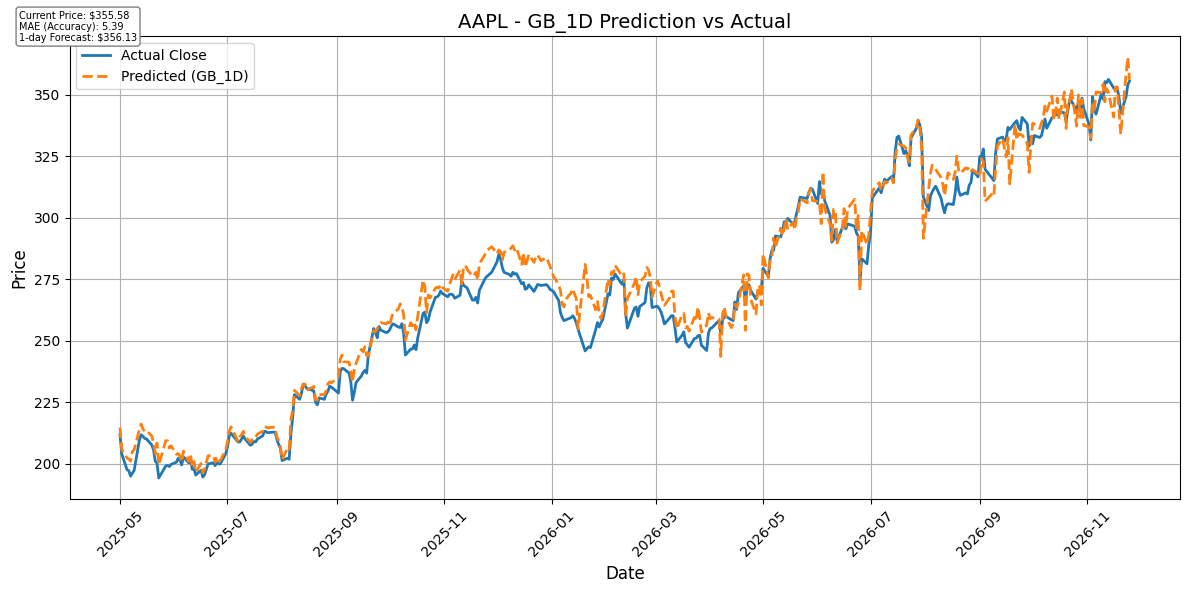 AAPL - GB_1D Prediction vs Actual
Current Price: $355.58
MAE (Accuracy): 5.39
1-day Forecast: $356.13
Actual Close
Predicted (GB_1D)
Price
350
325
300
275
250
225
200
2025-05
2025-07
2025-09
2025-11
2026-01
2026-03
2026-05
2026-07
2026-09
2026-11
Date